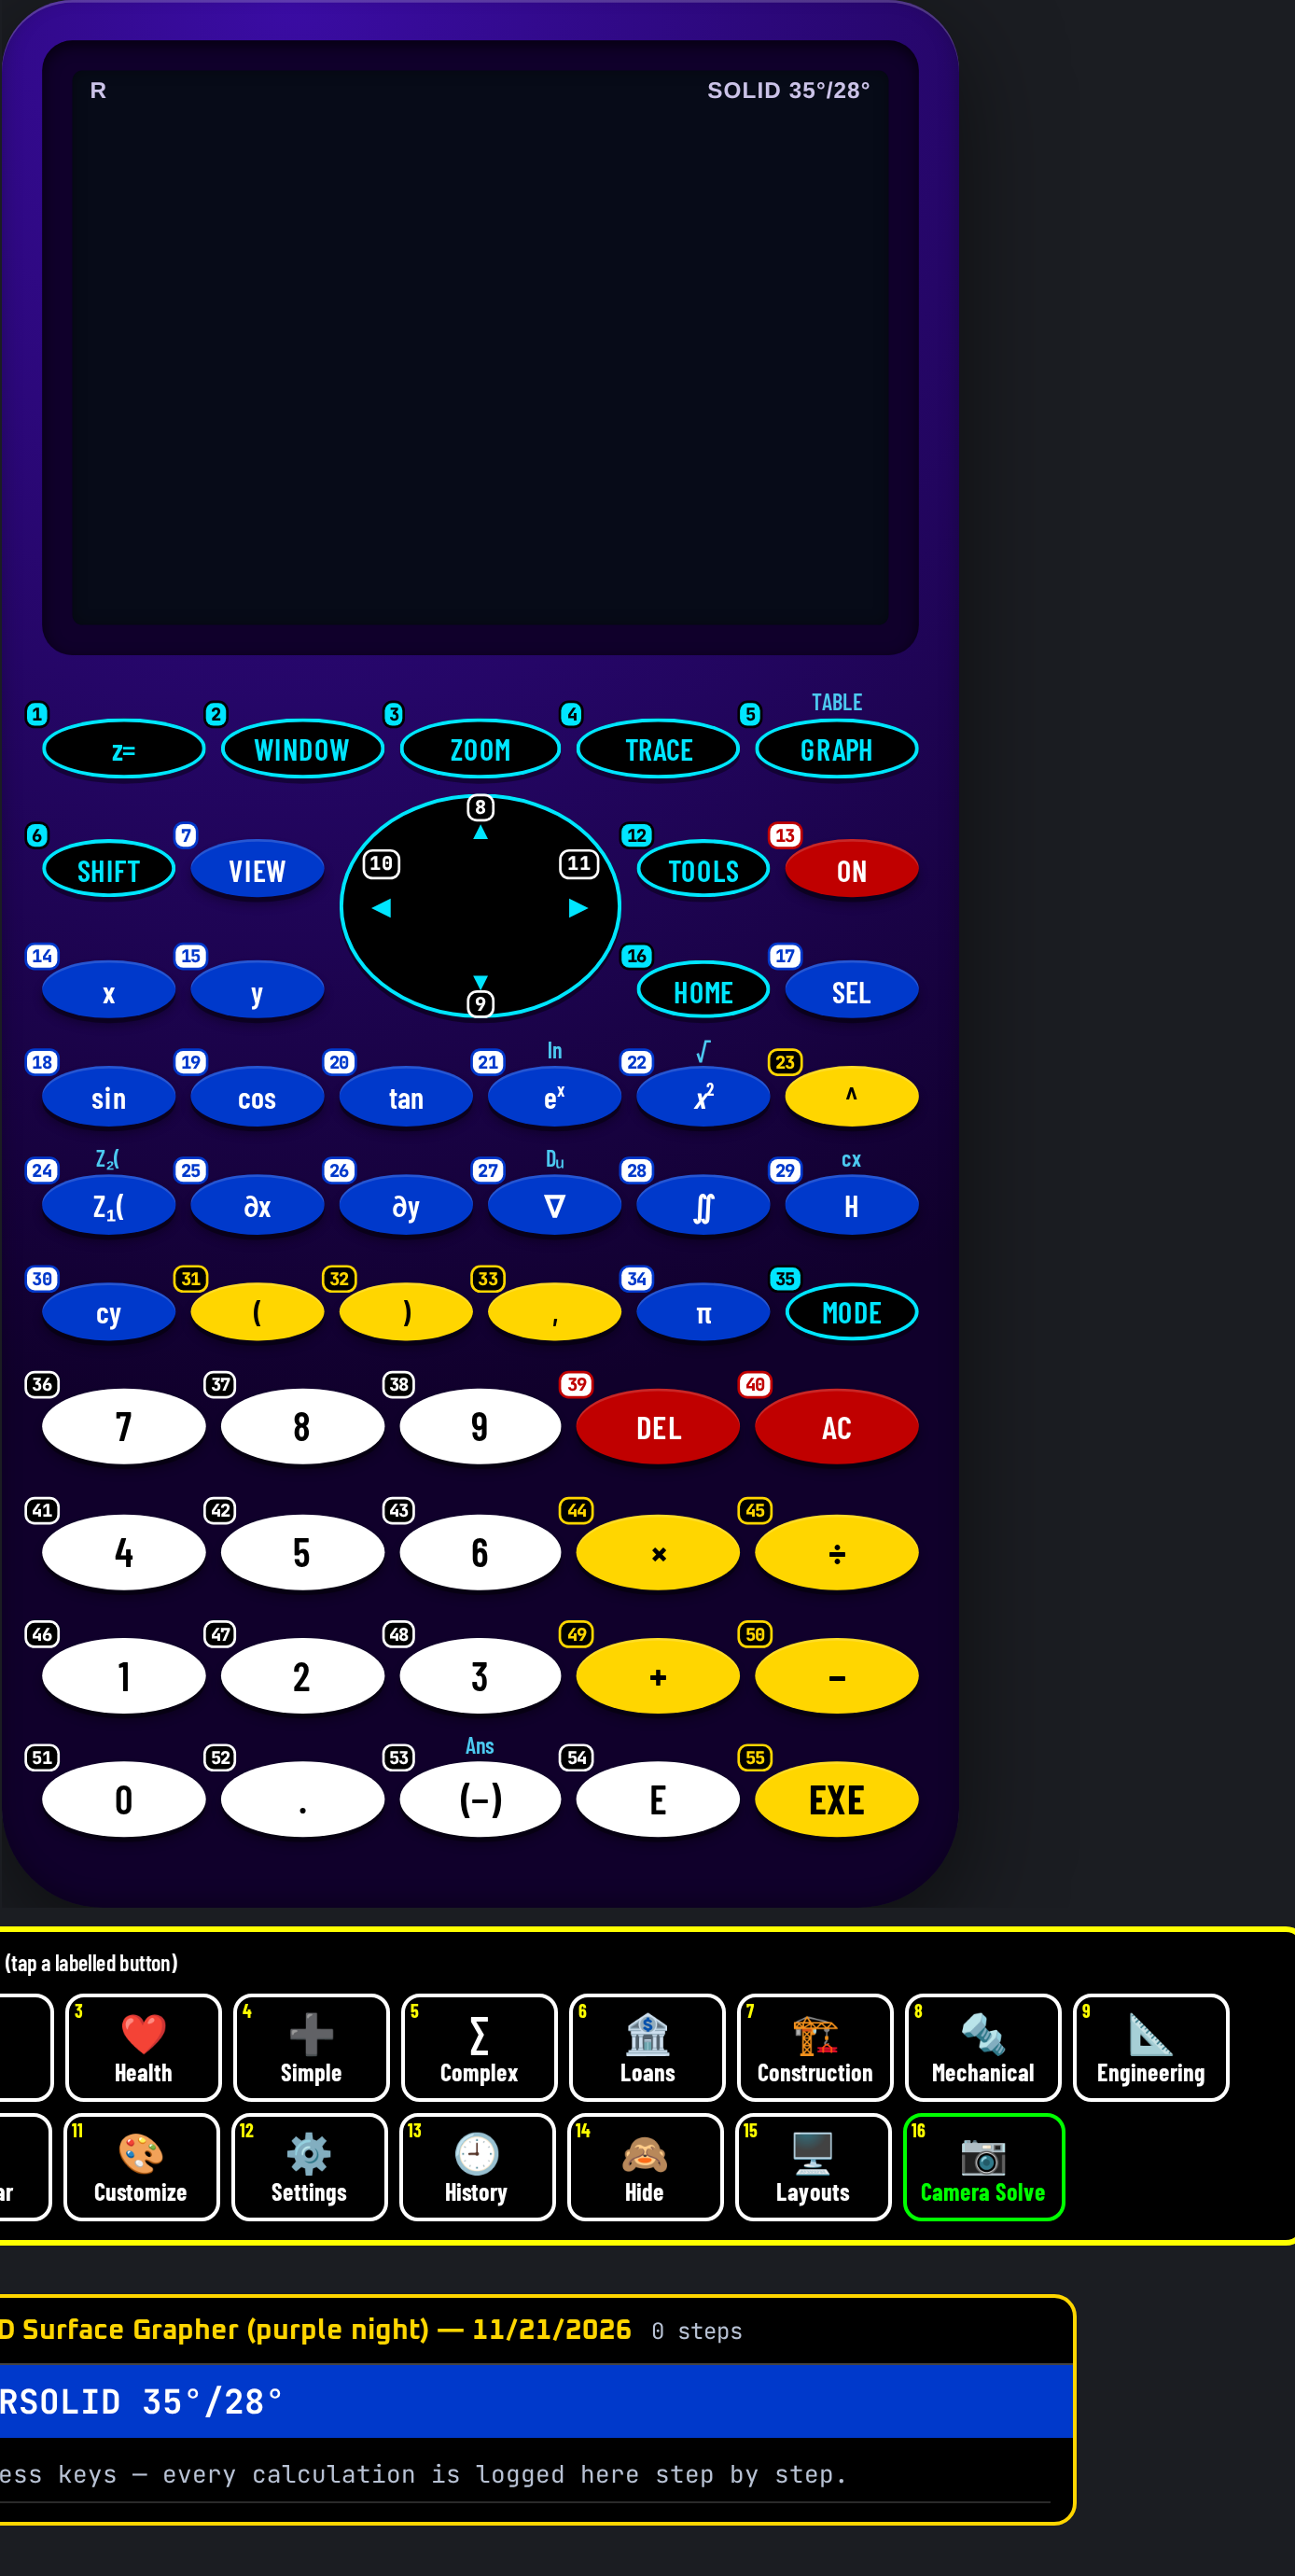 R SOLID 35°/28°
TABLE
1 2 3 4 5
z= WINDOW ZOOM TRACE GRAPH
8
6 7 10 11 12 13
SHIFT VIEW TOOLS ON
14 15 16 17
x y 9 HOME SEL
ln √
18 19 20 21 22 23
sin cos tan eˣ x² ^
Z₂( Dᵤ cx
24 25 26 27 28 29
Z₁( ∂x ∂y ∇ ∬ H
30 31 32 33 34 35
cy ( ) , π MODE
36 37 38 39 40
7 8 9 DEL AC
41 42 43 44 45
4 5 6 × ÷
46 47 48 49 50
1 2 3 + −
Ans
51 52 53 54 55
0 . (−) E EXE
(tap a labelled button)
3 4 5 6 7 8 9
∑
Health Simple Complex Loans Construction Mechanical Engineering
11 12 13 14 15 16
ar Customize Settings History Hide Layouts Camera Solve
D Surface Grapher (purple night) — 11/21/2026 0 steps
RSOLID 35°/28°
ess keys — every calculation is logged here step by step.